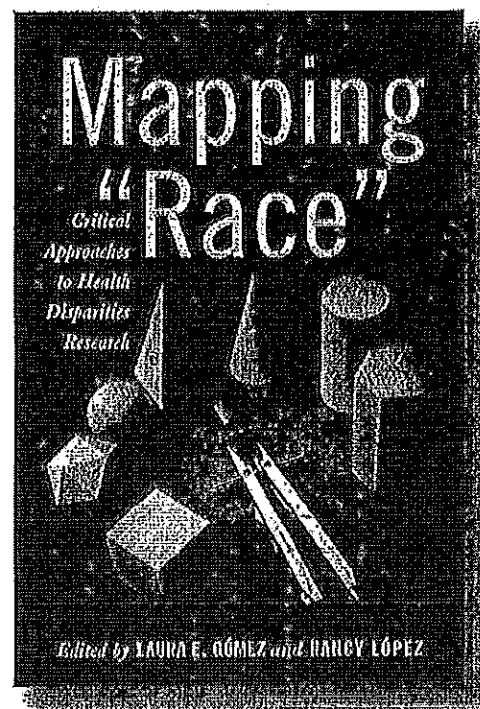 Mapping
“Race”
Critical
Approaches
to Health
Disparities
Research
Edited by LAURA E. GÓMEZ and NANCY LÓPEZ